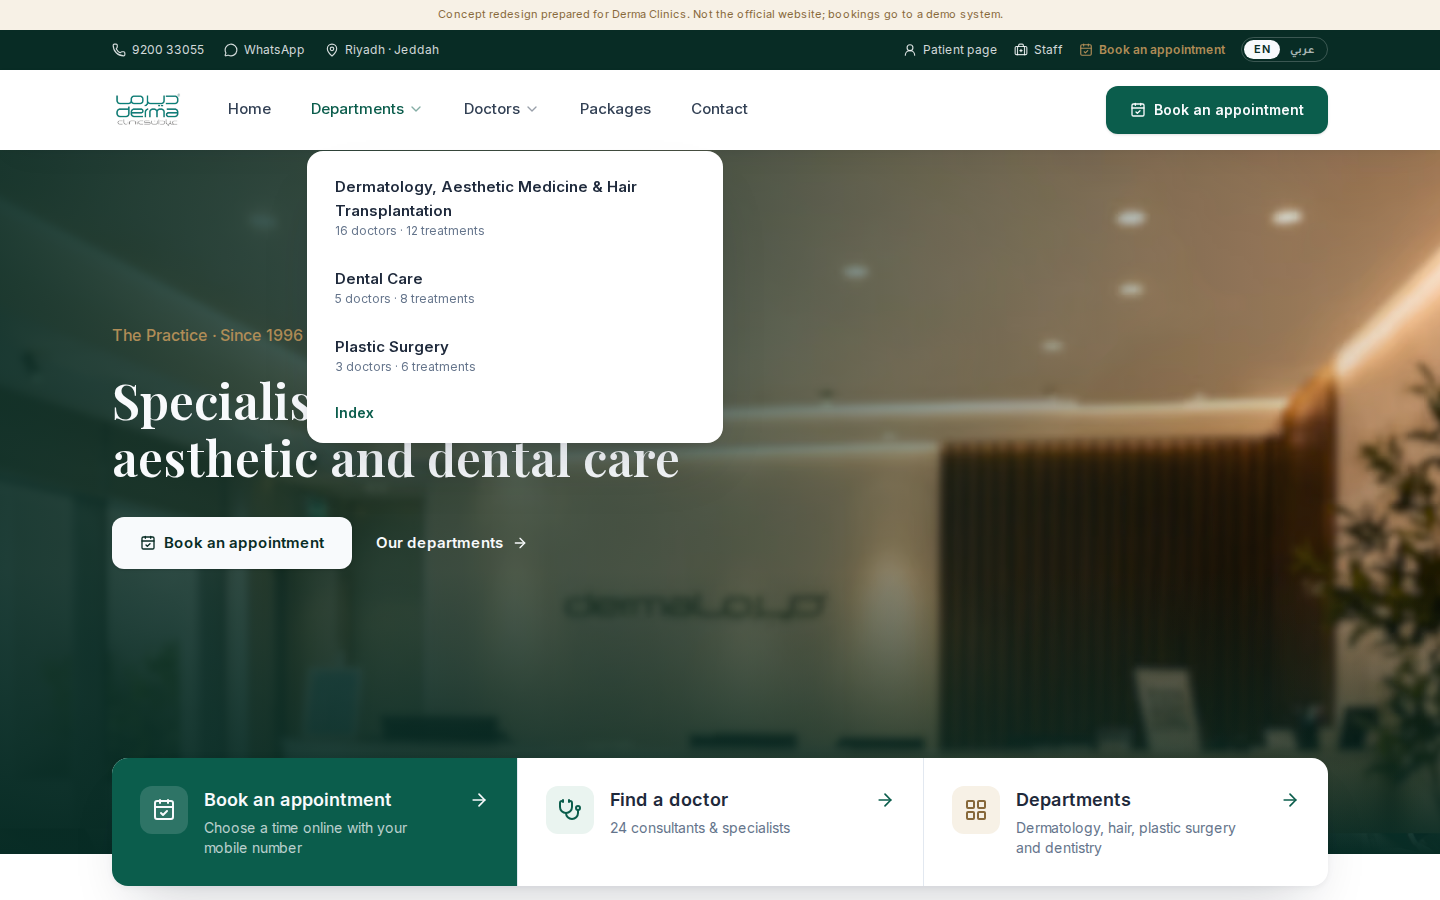 Concept redesign prepared for Derma Clinics. Not the official website; bookings go to a demo system.
9200 33055
WhatsApp
Riyadh · Jeddah
Patient page
Staff
Book an appointment
EN
عربي
ديرما
derma
Home
Departments
Doctors
Packages
Contact
Book an appointment
Dermatology, Aesthetic Medicine & Hair
Transplantation
16 doctors · 12 treatments
Dental Care
5 doctors · 8 treatments
Plastic Surgery
3 doctors · 6 treatments
Index
The Practice · Since 1996
aesthetic and dental care
Book an appointment
Our departments
derma ديرما
Book an appointment
Choose a time online with your
mobile number
Find a doctor
24 consultants & specialists
Departments
Dermatology, hair, plastic surgery
and dentistry